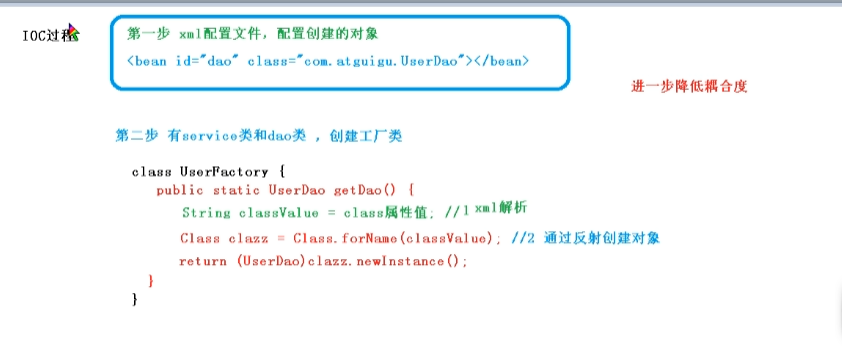 IOC过程
第一步 xml配置文件，配置创建的对象
<bean id="dao" class="com.atguigu.UserDao"></bean>
进一步降低耦合度
第二步 有service类和dao类 ，创建工厂类
class UserFactory {
public static UserDao getDao() {
String classValue = class属性值; //1 xml解析
Class clazz = Class.forName(classValue); //2 通过反射创建对象
return (UserDao)clazz.newInstance();
}
}